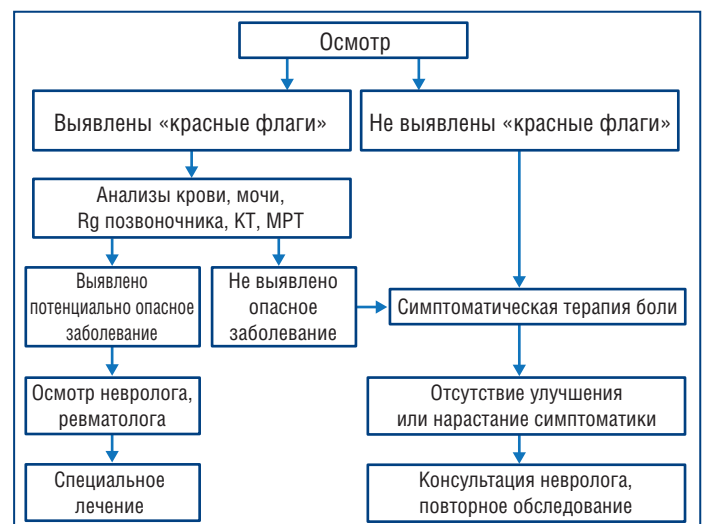 Осмотр
Выявлены «красные флаги»
Не выявлены «красные флаги»
Анализы крови, мочи,
Rg позвоночника, КТ, МРТ
Выявлено
потенциально опасное
заболевание
Не выявлено
опасное
заболевание
Симптоматическая терапия боли
Осмотр невролога,
ревматолога
Отсутствие улучшения
или нарастание симптоматики
Специальное
лечение
Консультация невролога,
повторное обследование